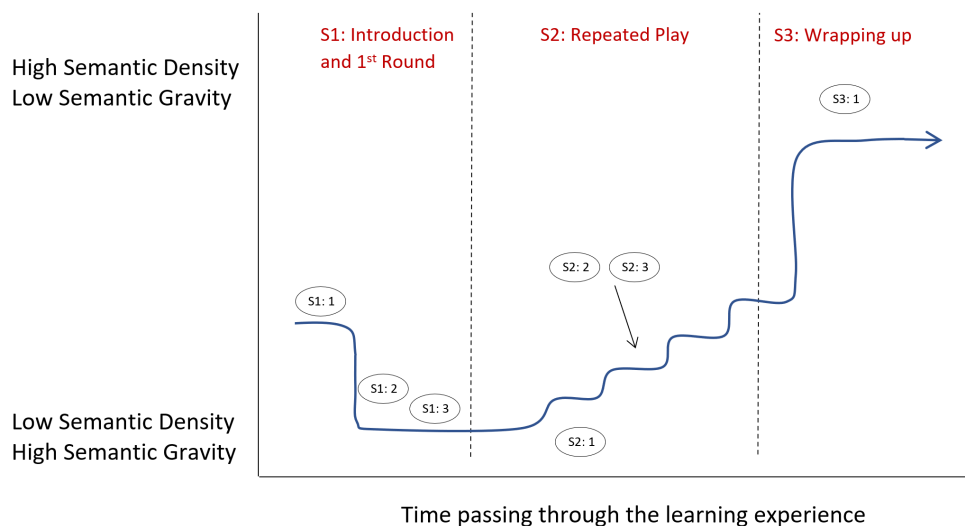 S1: Introduction
and 1st Round
S2: Repeated Play
S3: Wrapping up
High Semantic Density
Low Semantic Gravity
S3: 1
S2: 2
S2: 3
S1: 1
S1: 2
S1: 3
Low Semantic Density
High Semantic Gravity
S2: 1
Time passing through the learning experience